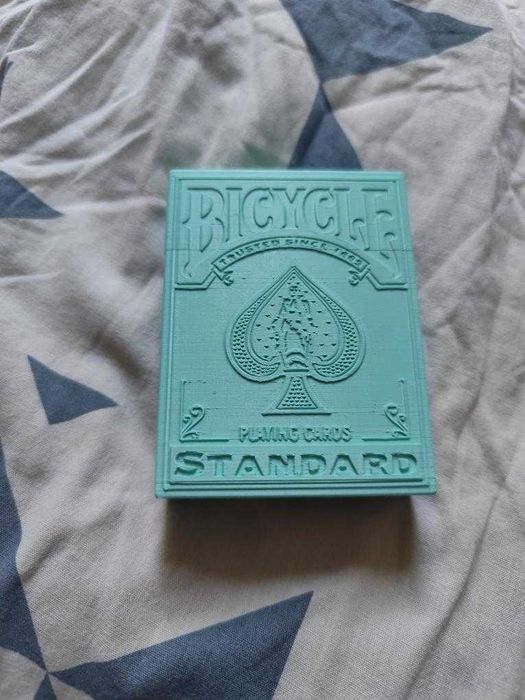 BICYCLE
TRUSTED SINCE 1885
PLAYING CARDS
STANDARD